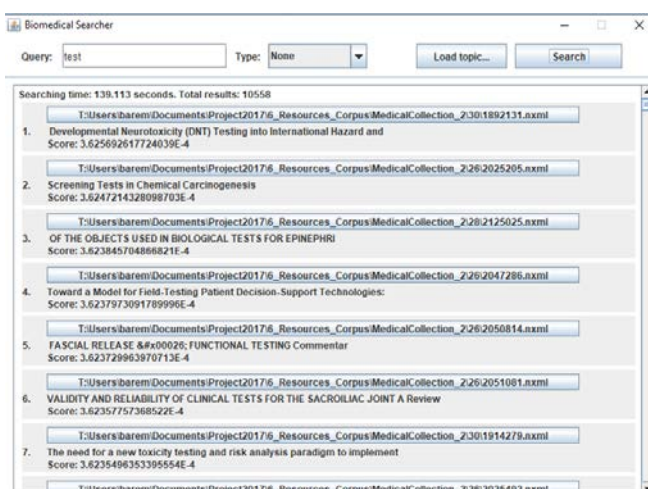 Biomedical Searcher
Query: test Type: None Load topic... Search
Searching time: 139.113 seconds. Total results: 10558
T:\Users\barem\Documents\Project2017\6_Resources_Corpus\MedicalCollection_2\30\1892131.nxml
1. Developmental Neurotoxicity (DNT) Testing into International Hazard and
Score: 3.625692617724039E-4
T:\Users\barem\Documents\Project2017\6_Resources_Corpus\MedicalCollection_2\26\2025205.nxml
2. Screening Tests in Chemical Carcinogenesis
Score: 3.6247214328098703E-4
T:\Users\barem\Documents\Project2017\6_Resources_Corpus\MedicalCollection_2\28\2125025.nxml
3. OF THE OBJECTS USED IN BIOLOGICAL TESTS FOR EPINEPHRI
Score: 3.623845704866821E-4
T:\Users\barem\Documents\Project2017\6_Resources_Corpus\MedicalCollection_2\26\2047286.nxml
4. Toward a Model for Field-Testing Patient Decision-Support Technologies:
Score: 3.6237973091789996E-4
T:\Users\barem\Documents\Project2017\6_Resources_Corpus\MedicalCollection_2\26\2050814.nxml
5. FASCIAL RELEASE &#x00026; FUNCTIONAL TESTING Commentar
Score: 3.623729963970713E-4
T:\Users\barem\Documents\Project2017\6_Resources_Corpus\MedicalCollection_2\26\2051081.nxml
6. VALIDITY AND RELIABILITY OF CLINICAL TESTS FOR THE SACROILIAC JOINT A Review
Score: 3.62357757368522E-4
T:\Users\barem\Documents\Project2017\6_Resources_Corpus\MedicalCollection_2\30\1914279.nxml
7. The need for a new toxicity testing and risk analysis paradigm to implement
Score: 3.6235496353395554E-4